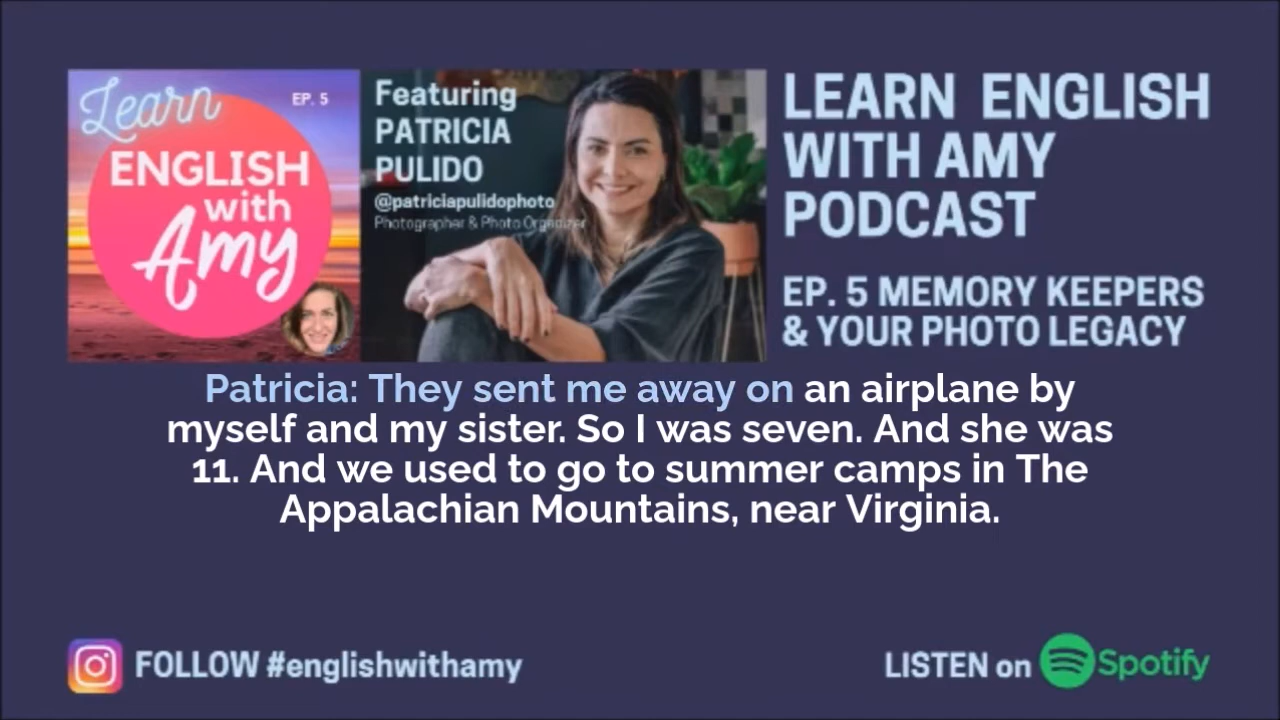 Learn
EP. 5
ENGLISH
with
Amy
Featuring
PATRICIA
PULIDO
@patriciapulidophoto
Photographer & Photo Organizer
LEARN ENGLISH
WITH AMY
PODCAST
EP. 5 MEMORY KEEPERS
& YOUR PHOTO LEGACY
Patricia: They sent me away on an airplane by
myself and my sister. So I was seven. And she was
11. And we used to go to summer camps in The
Appalachian Mountains, near Virginia.
FOLLOW #englishwithamy
LISTEN on Spotify